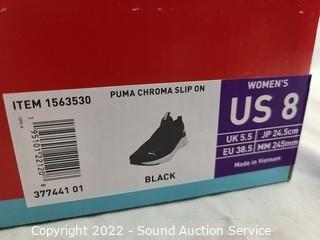 ITEM 1563530
PUMA CHROMA SLIP ON
WOMEN'S
US 8
UK 5.5
JP 24.5cm
EU 38.5
MM 245mm
Made in Vietnam
BLACK
377441 01
Copyright 2022 - Sound Auction Service